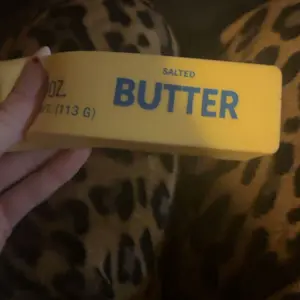 SALTED
BUTTER
OZ.
(113 G)